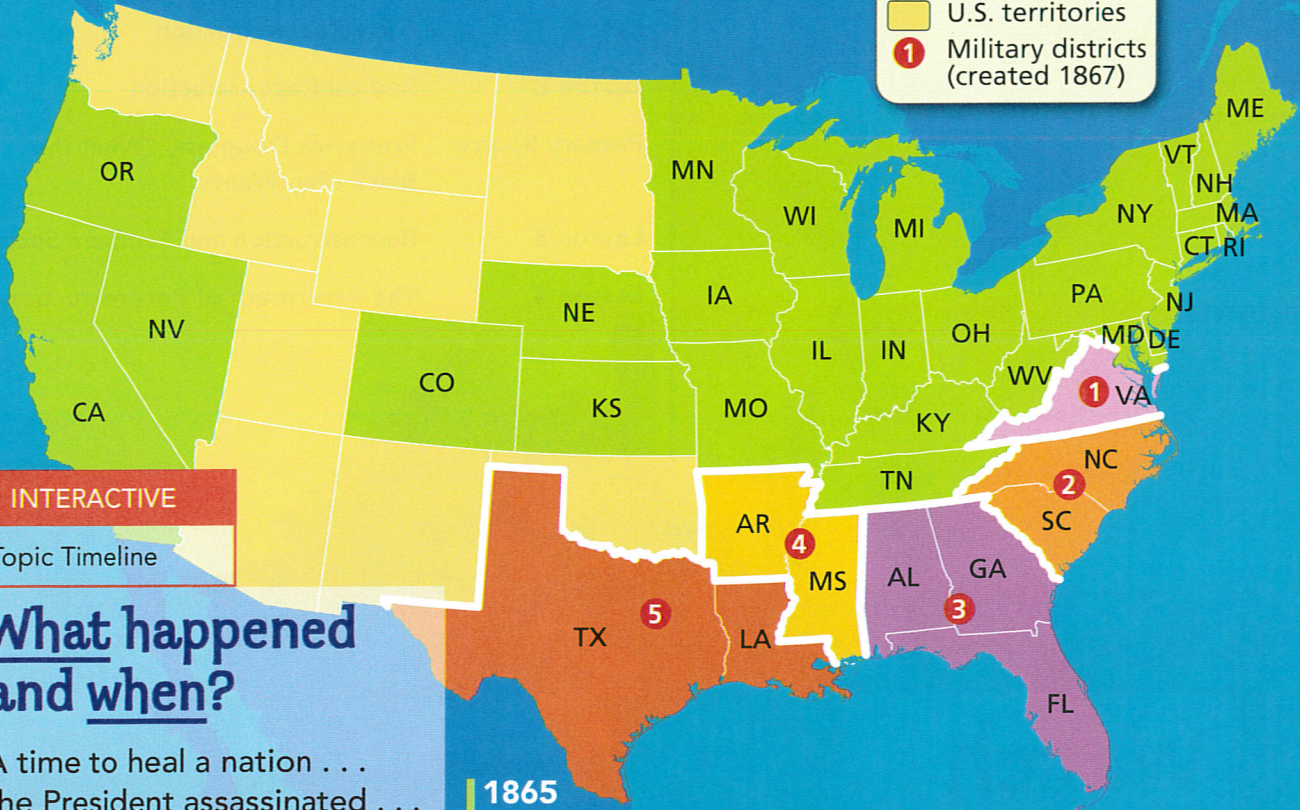 U.S. territories
1 Military districts
(created 1867)
ME
VT
NH
OR
MN
WI
MI
NY
MA
CT RI
IA
NE
PA
NJ
NV
OH
MD DE
IL
IN
CO
WV
1 VA
CA
KS
MO
KY
NC
TN
2
SC
AR
4
MS
AL
GA
3
5
TX
LA
FL
INTERACTIVE
Topic Timeline
What happened
and when?
A time to heal a nation . . .
the President assassinated . . .
1865